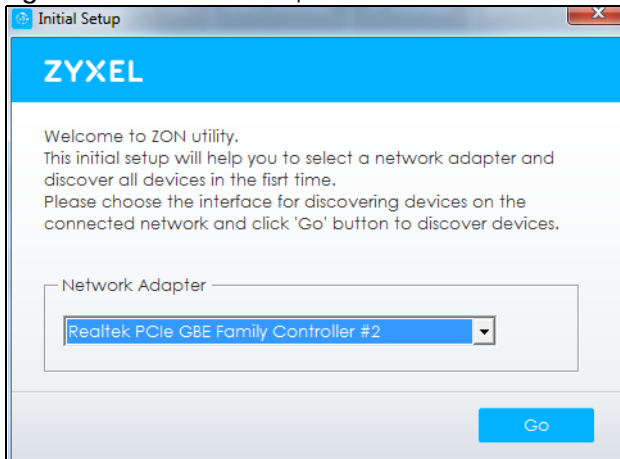 Initial Setup
ZYXEL
Welcome to ZON utility.
This initial setup will help you to select a network adapter and
discover all devices in the fisrt time.
Please choose the interface for discovering devices on the
connected network and click 'Go' button to discover devices.
Network Adapter
Realtek PCIe GBE Family Controller #2
Go